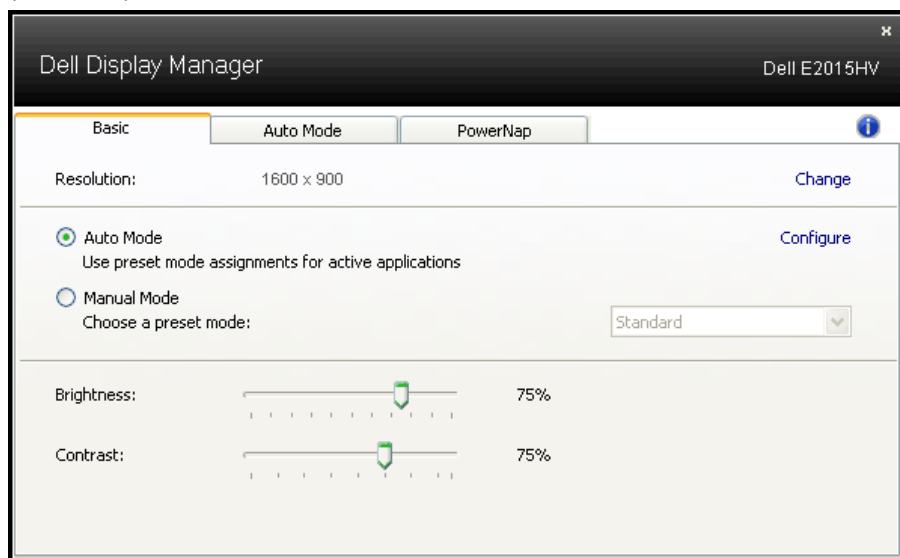 x
Dell Display Manager
Dell E2015HV
Basic
Auto Mode
PowerNap
i
Resolution:
1600 x 900
Change
Auto Mode
Configure
Use preset mode assignments for active applications
Manual Mode
Choose a preset mode:
Standard
Brightness:
75%
Contrast:
75%